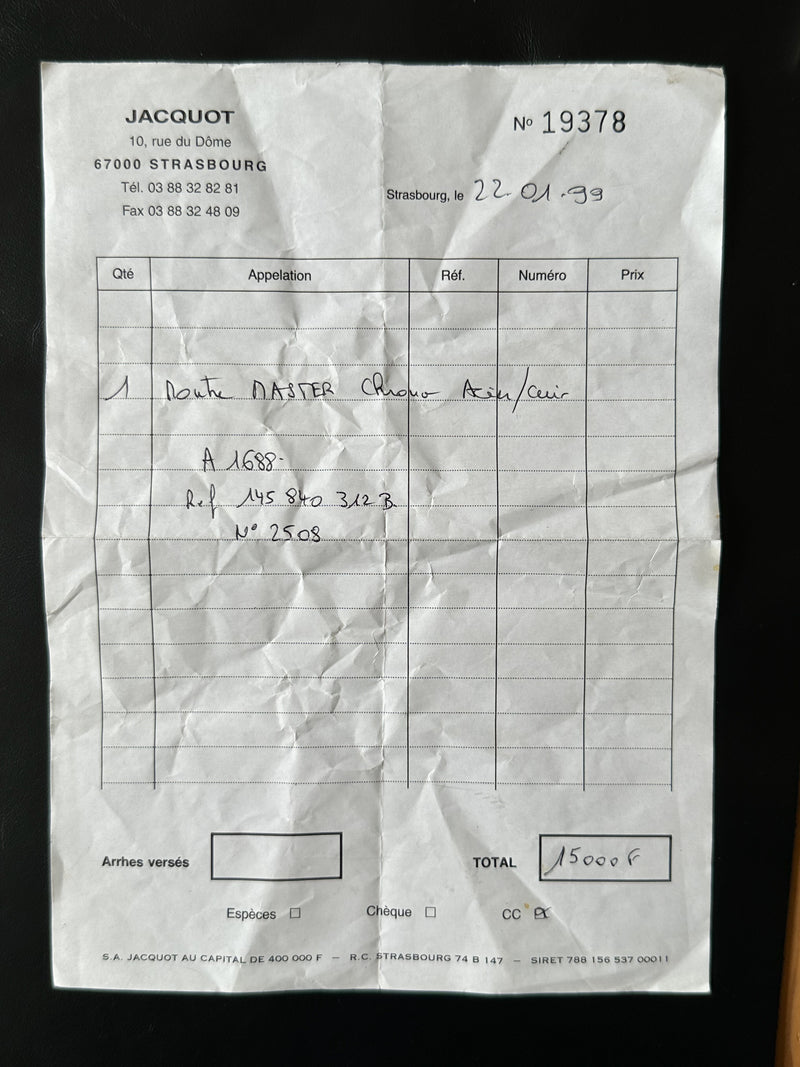 JACQUOT
10, rue du Dôme
67000 STRASBOURG
Tél. 03 88 32 82 81
Fax 03 88 32 48 09
No 19378
Strasbourg, le 22.01.99
Qté Appelation Réf. Numéro Prix
1 Montre MASTER Chrono Acier/Cuir
A 1688-
Ref 145 840 312 B
N° 2508
Arrhes versés
TOTAL 15000 F
Espèces Chèque CC
S.A. JACQUOT AU CAPITAL DE 400 000 F — R.C. STRASBOURG 74 B 147 — SIRET 788 156 537 00011